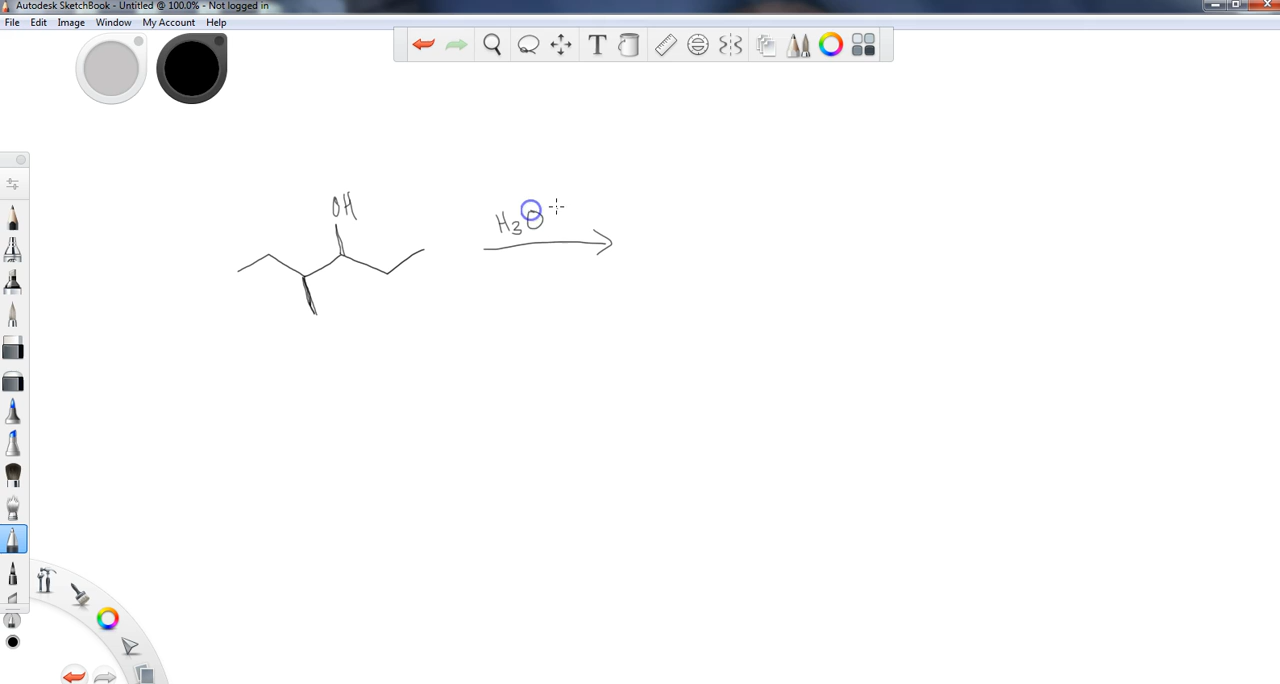 Autodesk SketchBook - Untitled @ 100.0% - Not logged in
File Edit Image Window My Account Help
T
OH
H3O